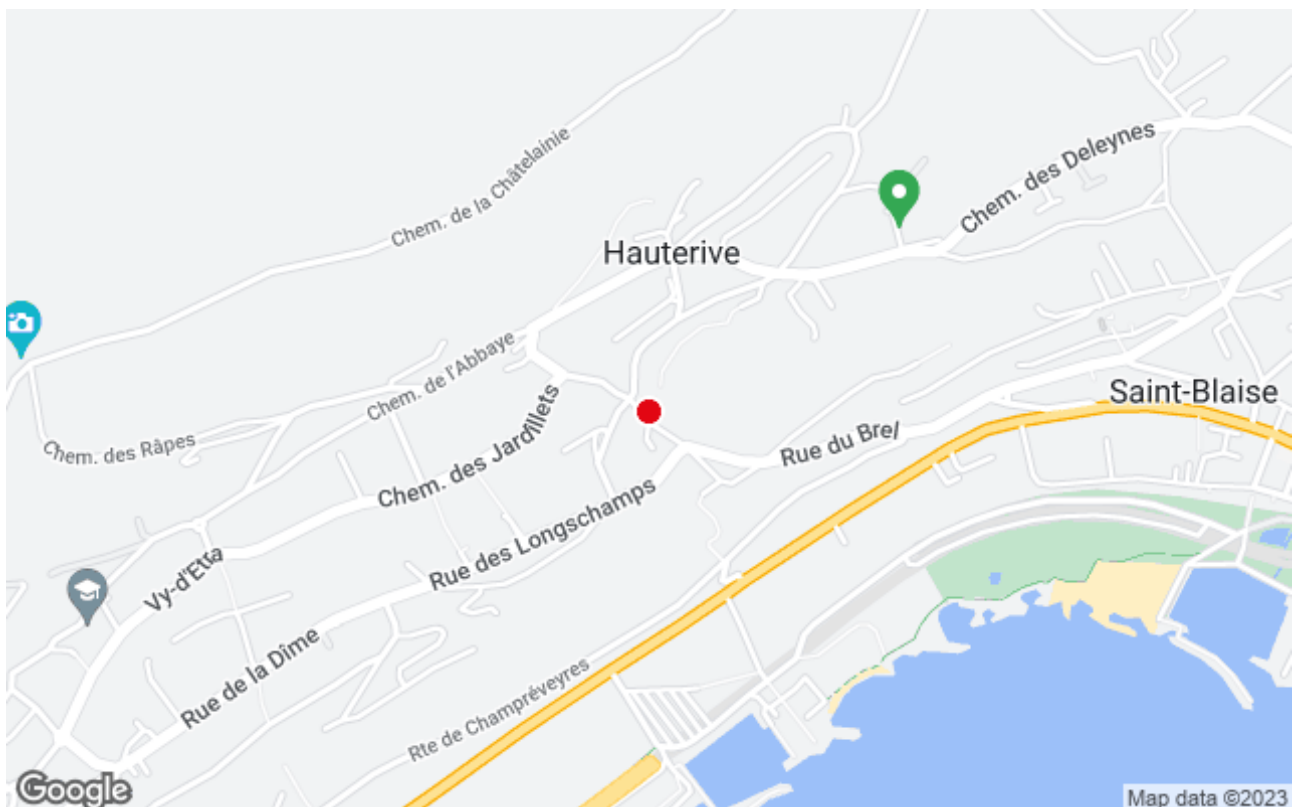 Chem. de la Châtelainie
Chem. des Deleynes
Hauterive
Chem. de l'Abbaye
Saint-Blaise
Chem. des Râpes
Chem. des Jardillets
Rue du Brel
Rue des Longschamps
Vy-d'Etra
Rue de la Dîme
Rte de Champréveyres
Google
Map data ©2023